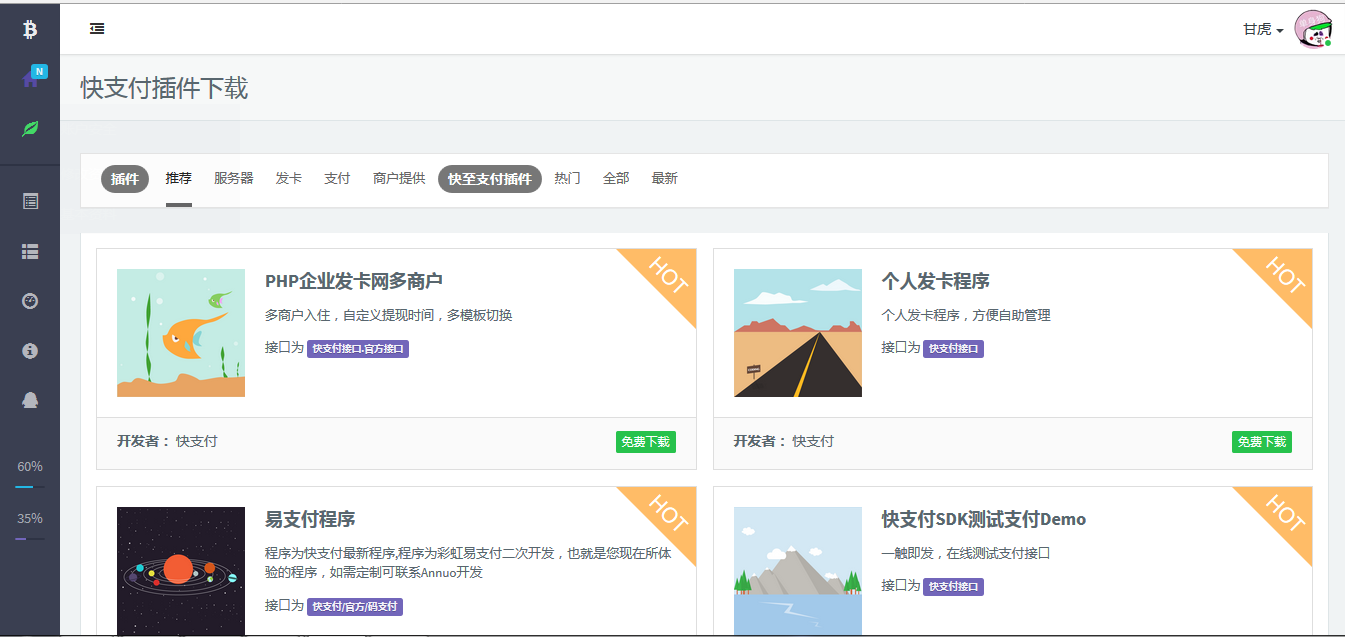 甘虎
N
快支付插件下载
插件 推荐 服务器 发卡 支付 商户提供 快至支付插件 热门 全部 最新
HOT
PHP企业发卡网多商户
多商户入住，自定义提现时间，多模板切换
接口为 快支付接口.官方接口
开发者： 快支付
免费下载
HOT
个人发卡程序
个人发卡程序，方便自助管理
接口为 快支付接口
开发者： 快支付
免费下载
HOT
易支付程序
程序为快支付最新程序,程序为彩虹易支付二次开发，也就是您现在所体
验的程序，如需定制可联系Annuo开发
接口为 快支付/官方/码支付
HOT
快支付SDK测试支付Demo
一触即发，在线测试支付接口
接口为 快支付接口
60%
35%